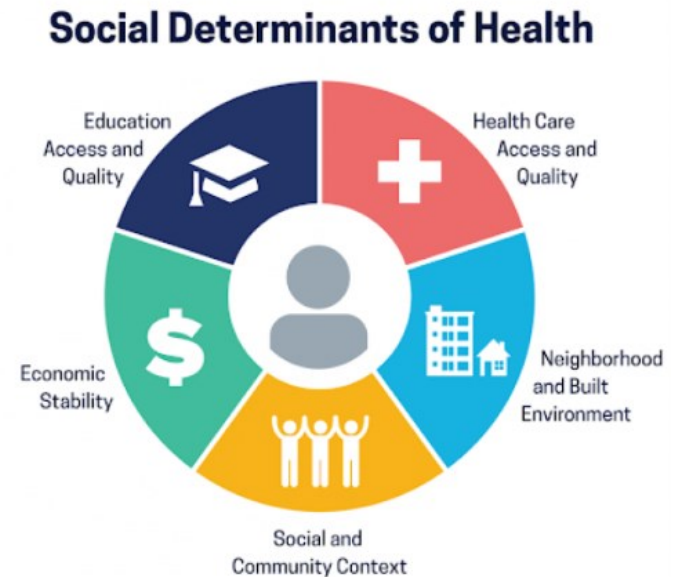 Social Determinants of Health
Education
Access and
Quality
Health Care
Access and
Quality
Economic
Stability
Neighborhood
and Built
Environment
Social and
Community Context
$